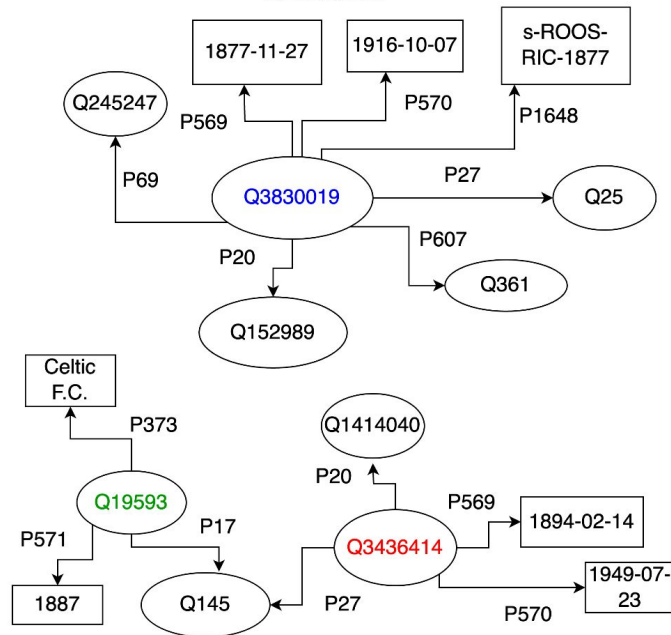 1877-11-27
1916-10-07
s-ROOS-
RIC-1877
Q245247
P569
P570
P1648
P69
Q3830019
P27
Q25
P20
P607
Q361
Q152989
Celtic
F.C.
P373
Q1414040
P20
Q19593
P569
1894-02-14
P571
P17
Q3436414
1887
Q145
P27
P570
1949-07-
23